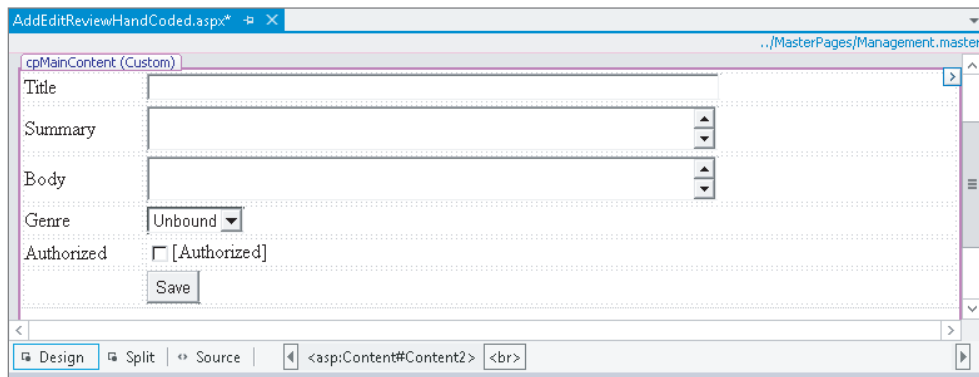 AddEditReviewHandCoded.aspx*
../MasterPages/Management.master
cpMainContent (Custom)
Title
Summary
Body
Genre Unbound
Authorized [Authorized]
Save
Design Split Source <asp:Content#Content2> <br>